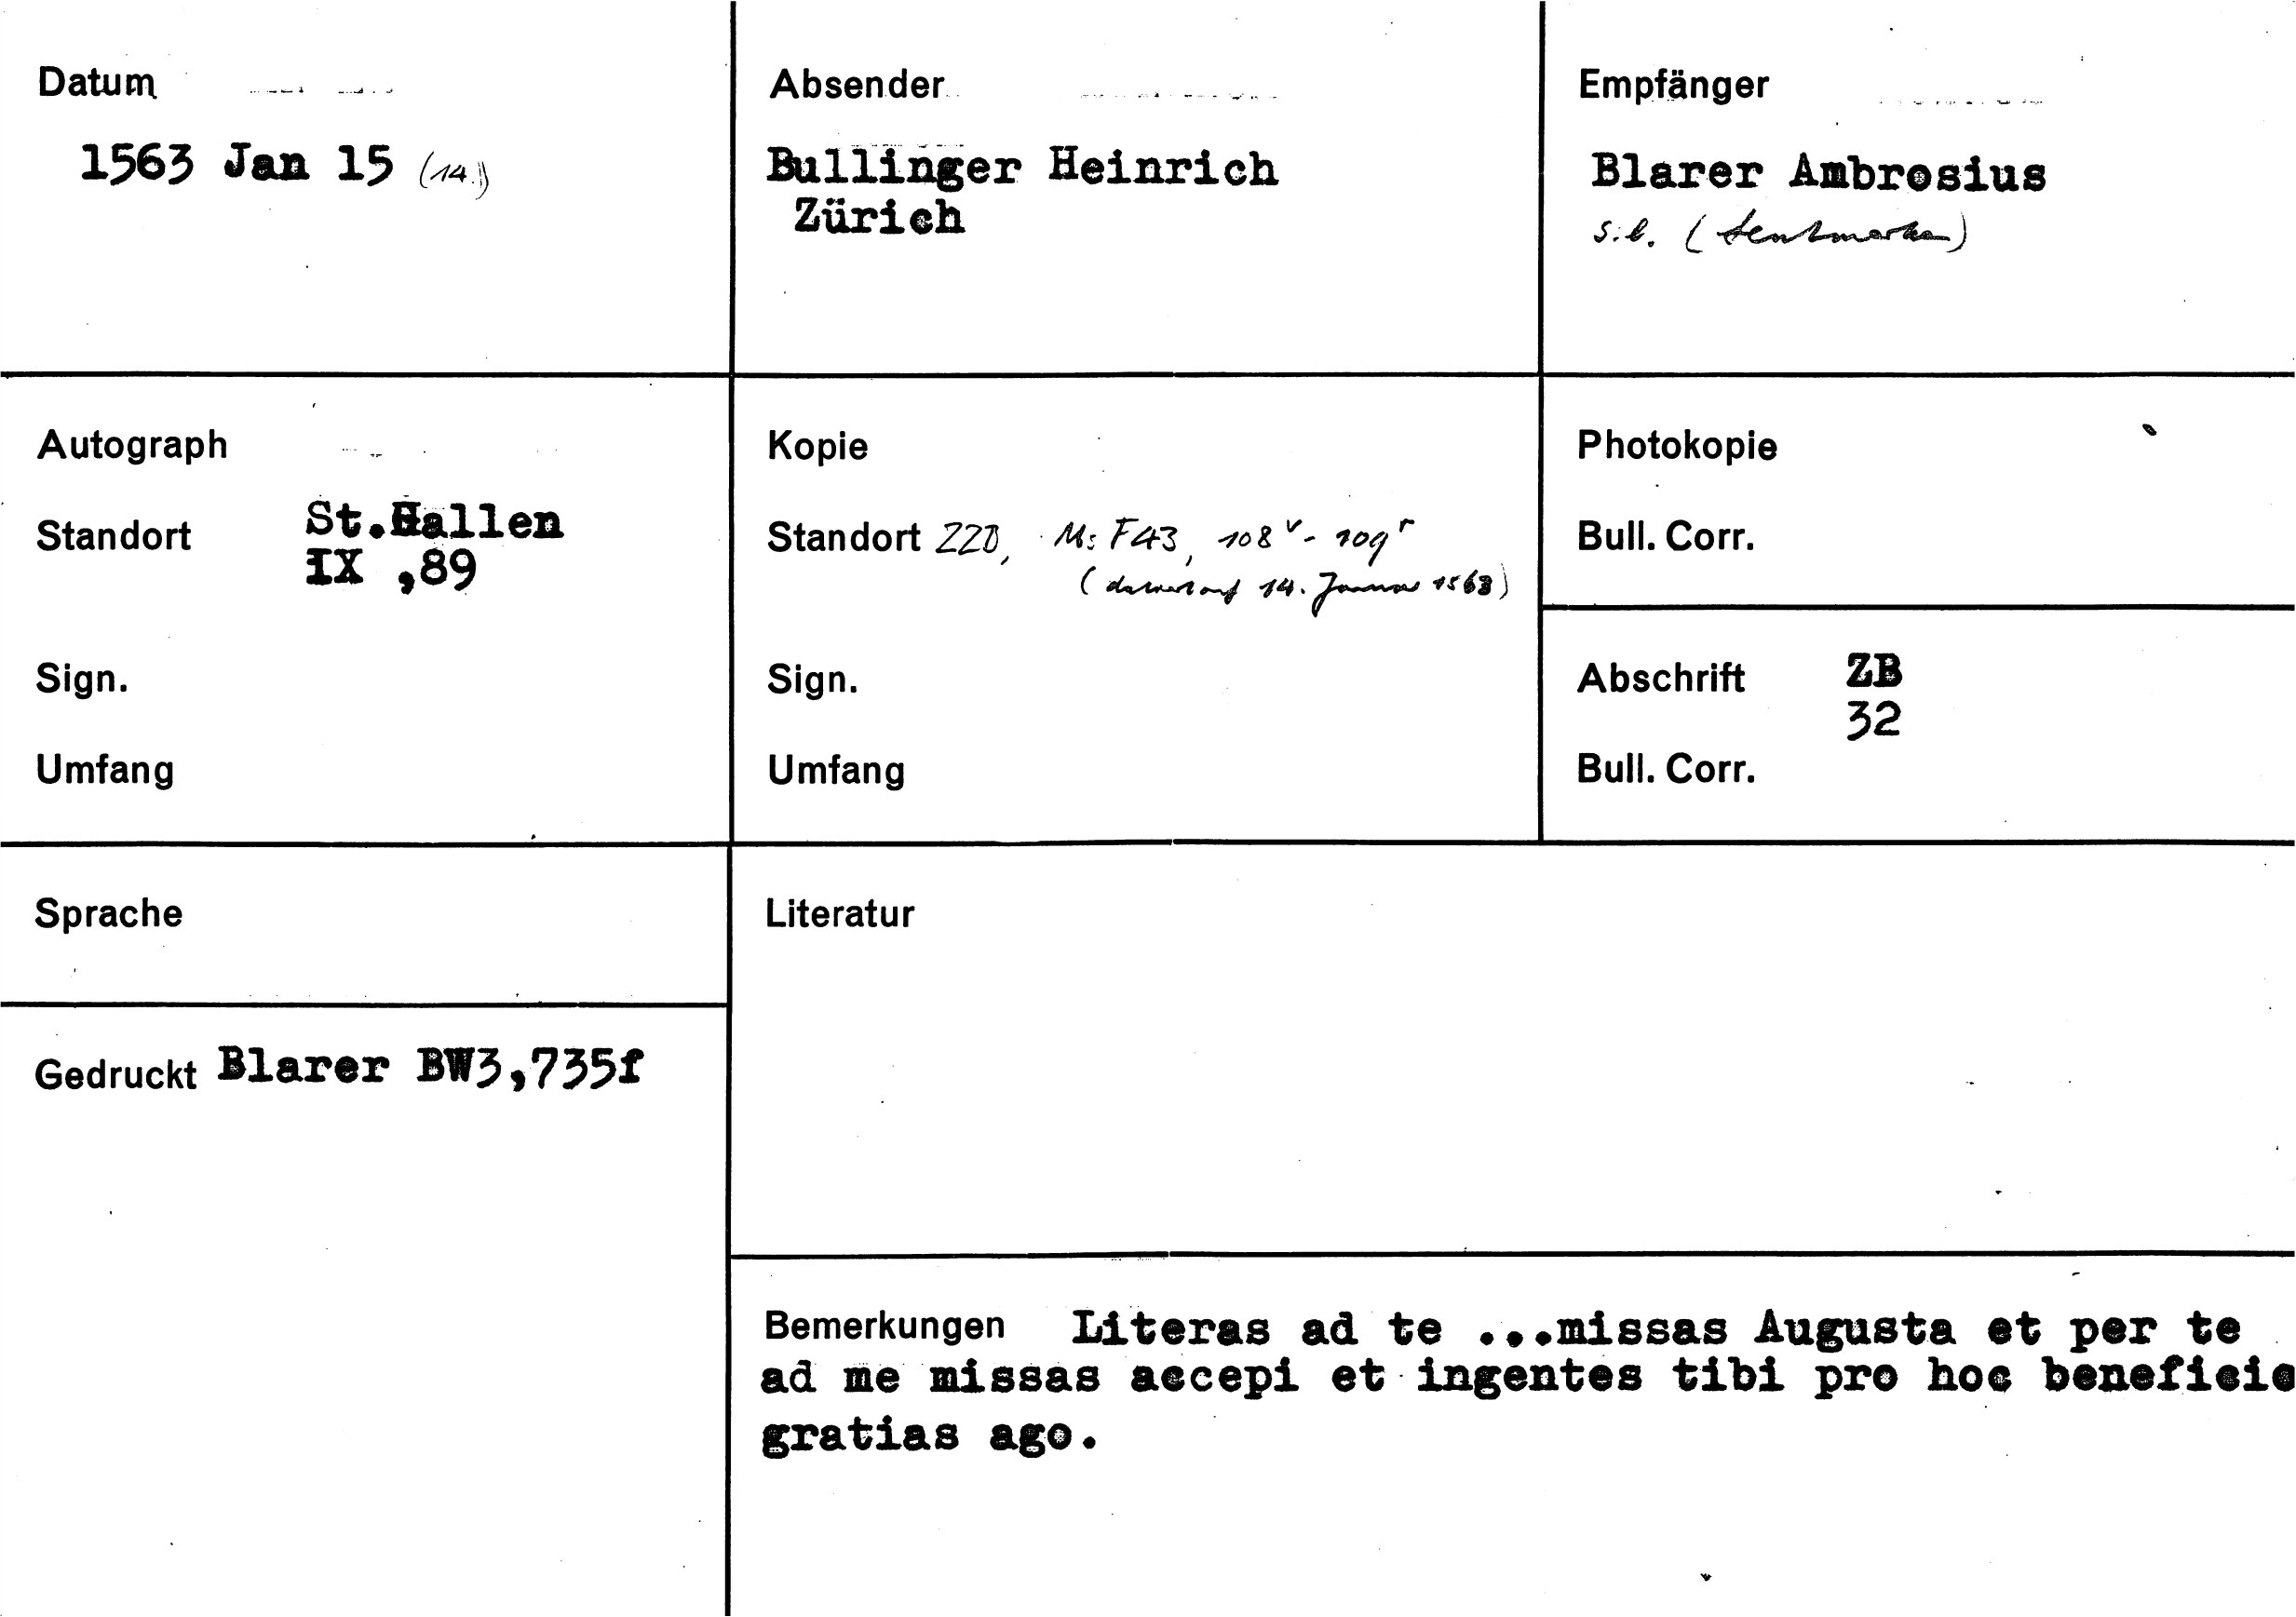 Datum
1563 Jan 15 (14.)
Absender
Bullinger Heinrich
Zürich
Empfänger
Blarer Ambrosius
s.l.
Autograph
Standort St.Gallen
IX ,89
Sign.
Umfang
Kopie
Standort ZZB, Ms F43, 108v - 109r
(datiert auf 14. Januar 1563)
Sign.
Umfang
Photokopie
Bull. Corr.
Abschrift ZB
32
Bull. Corr.
Sprache
Gedruckt Blarer BW3,735f
Literatur
Bemerkungen Literas ad te ...missas Augusta et per te
ad me missas accepi et ingentes tibi pro hoc beneficio
gratias ago.